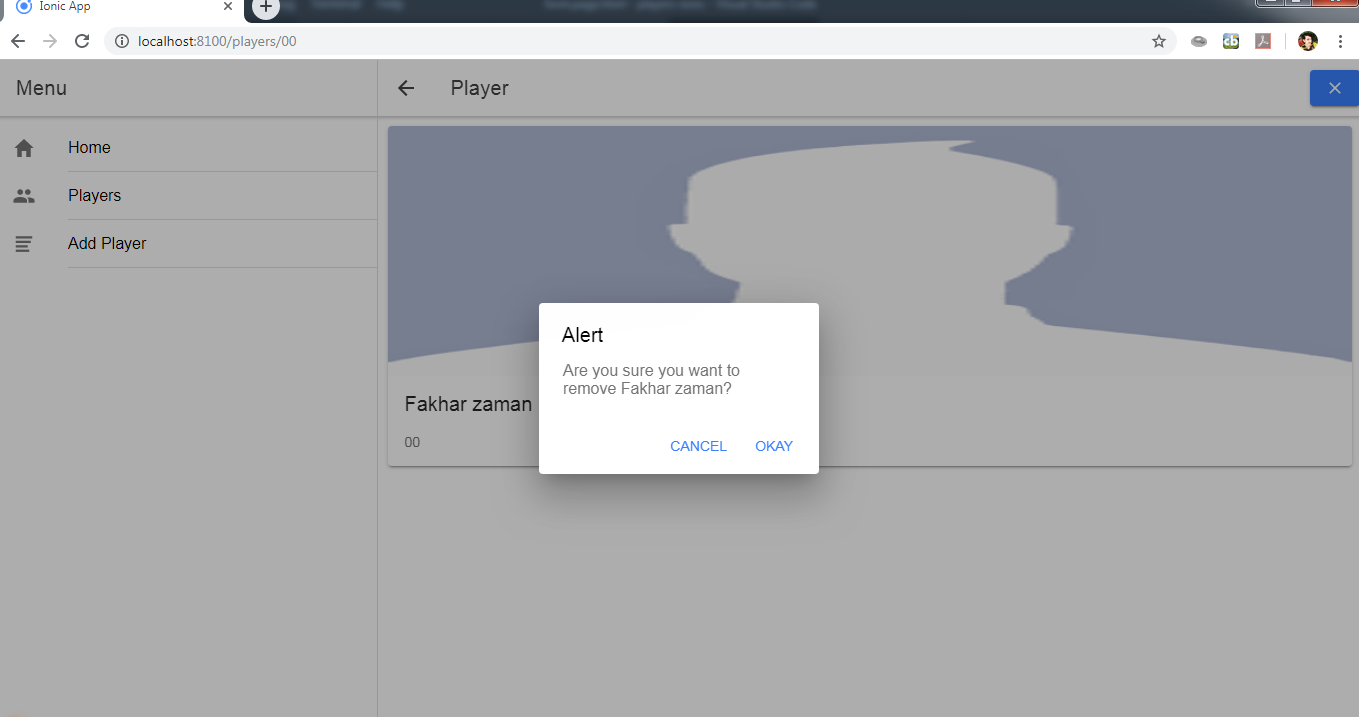 Ionic App
Help
localhost:8100/players/00
Menu
Player
Home
Players
Add Player
Alert
Are you sure you want to
remove Fakhar zaman?
Fakhar zaman
00
CANCEL OKAY